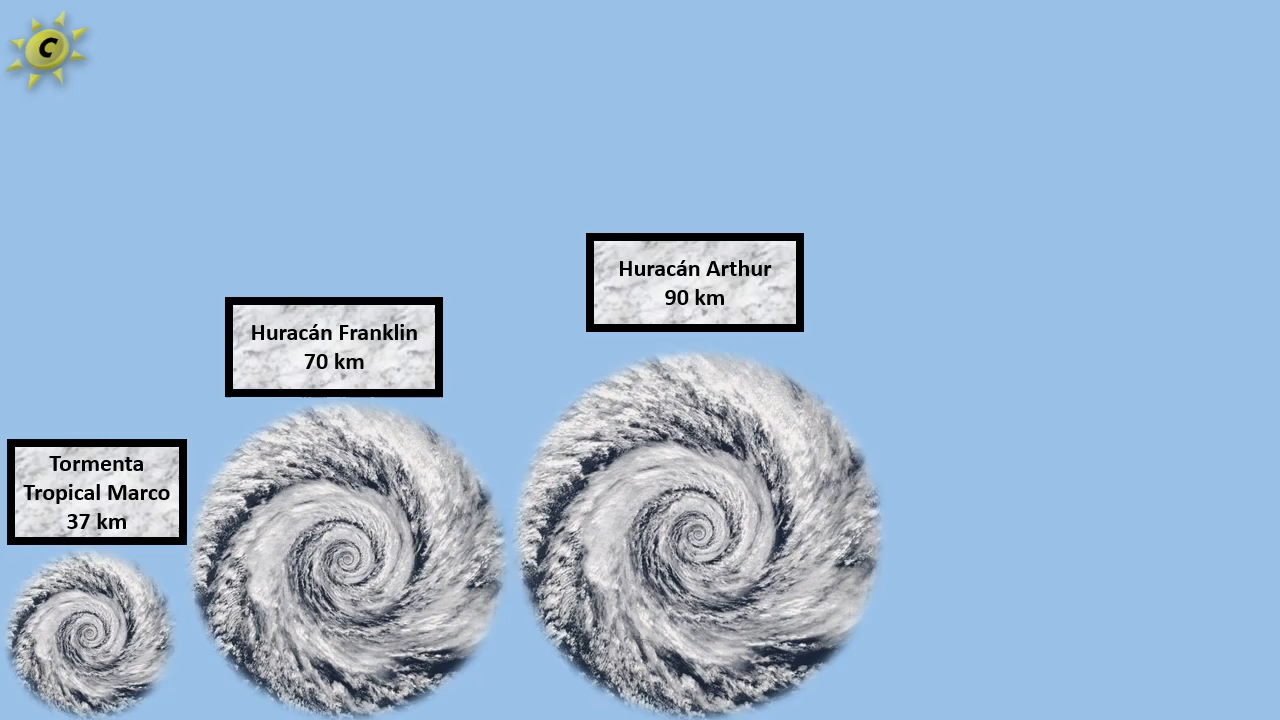 C
Huracán Arthur
90 km
Huracán Franklin
70 km
Tormenta
Tropical Marco
37 km